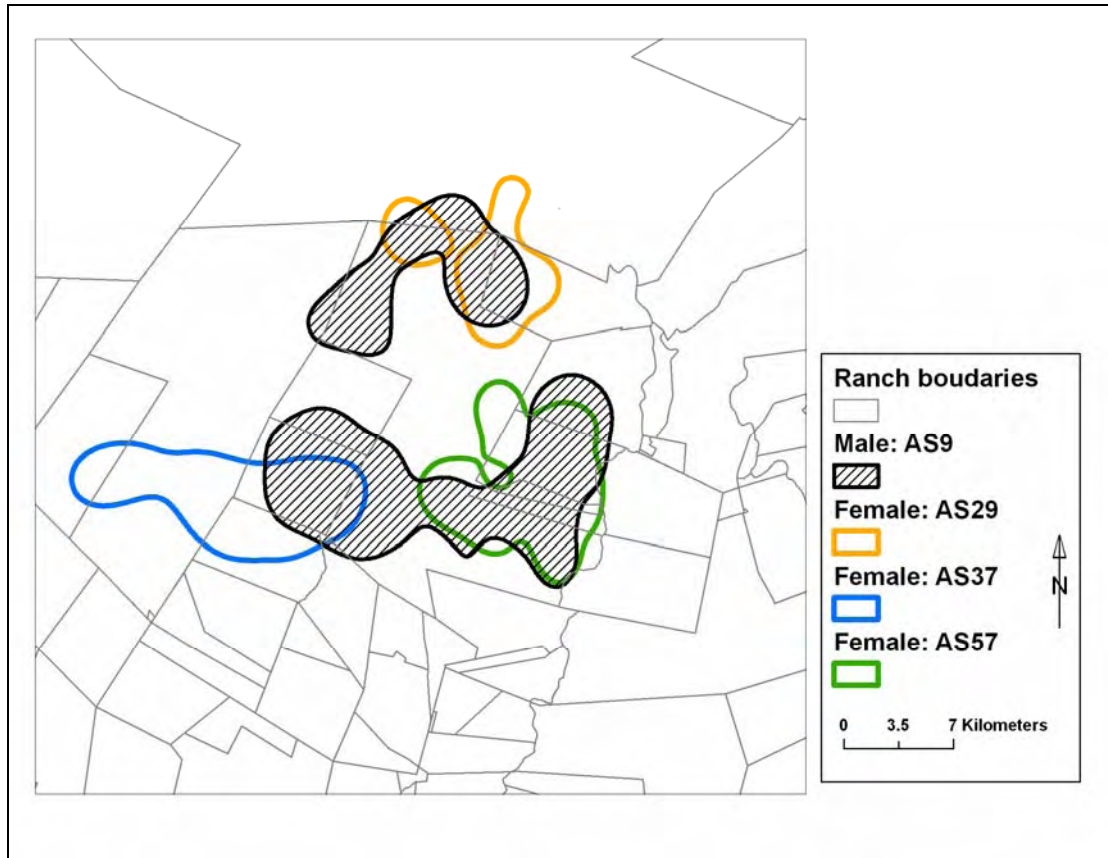 Ranch boudaries
Male: AS9
Female: AS29
Female: AS37
Female: AS57
N
0 3.5 7 Kilometers